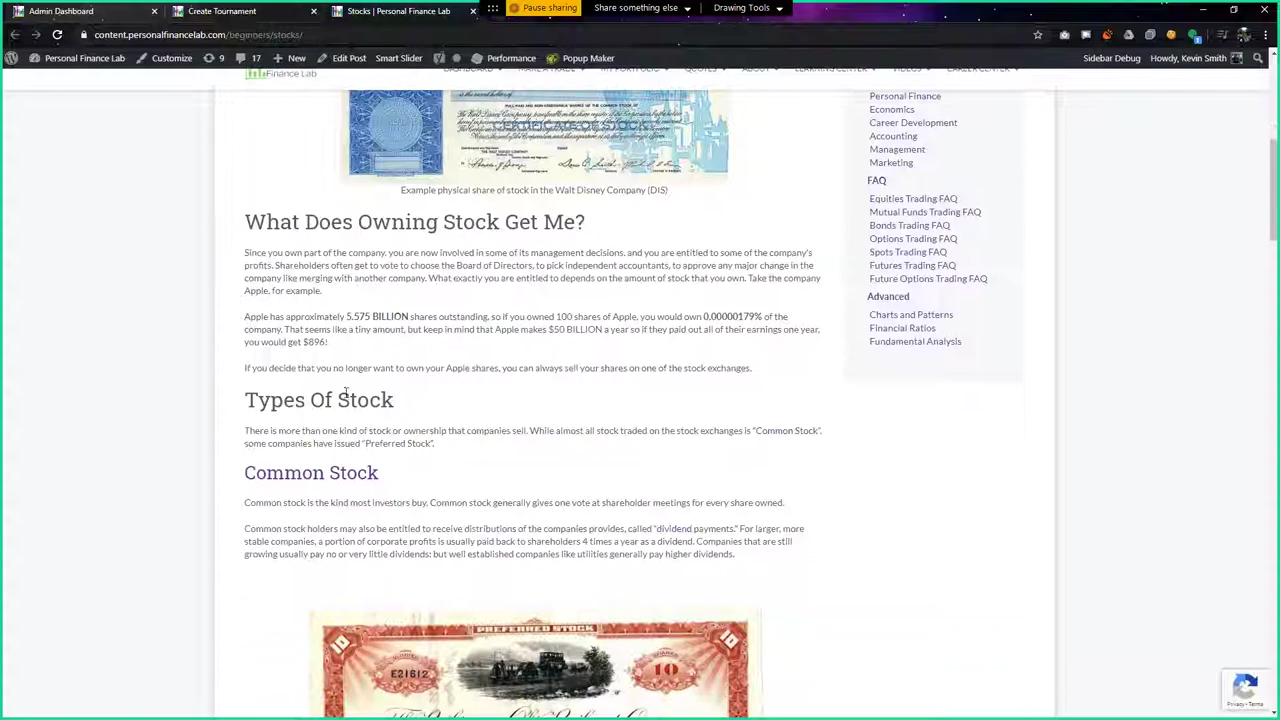 Pause sharing
Share something else
Drawing Tools
Admin Dashboard
Create Tournament
Stocks | Personal Finance Lab
content.personalfinancelab.com/beginners/stocks/
Personal Finance Lab
Customize
9
17
New
Edit Post
Smart Slider
Performance
Popup Maker
Sidebar Debug
Howdy, Kevin Smith
Finance Lab
CERTIFICATE OF STOCK
Example physical share of stock in the Walt Disney Company (DIS)
What Does Owning Stock Get Me?
Since you own part of the company, you are now involved in some of its management decisions, and you are entitled to some of the company's
profits. Shareholders often get to vote to choose the Board of Directors, to pick independent accountants, to approve any major change in the
company like merging with another company. What exactly you are entitled to depends on the amount of stock that you own. Take the company
Apple, for example.
Apple has approximately 5.575 BILLION shares outstanding, so if you owned 100 shares of Apple, you would own 0.00000179% of the
company. That seems like a tiny amount, but keep in mind that Apple makes $50 BILLION a year so if they paid out all of their earnings one year,
you would get $896!
If you decide that you no longer want to own your Apple shares, you can always sell your shares on one of the stock exchanges.
Types Of Stock
There is more than one kind of stock or ownership that companies sell. While almost all stock traded on the stock exchanges is "Common Stock",
some companies have issued "Preferred Stock".
Common Stock
Common stock is the kind most investors buy. Common stock generally gives one vote at shareholder meetings for every share owned.
Common stock holders may also be entitled to receive distributions of the companies provides, called "dividend payments." For larger, more
stable companies, a portion of corporate profits is usually paid back to shareholders 4 times a year as a dividend. Companies that are still
growing usually pay no or very little dividends; but well established companies like utilities generally pay higher dividends.
PREFERRED STOCK
10
10
E21612
SHARES
10
Personal Finance
Economics
Career Development
Accounting
Management
Marketing
FAQ
Equities Trading FAQ
Mutual Funds Trading FAQ
Bonds Trading FAQ
Options Trading FAQ
Spots Trading FAQ
Futures Trading FAQ
Future Options Trading FAQ
Advanced
Charts and Patterns
Financial Ratios
Fundamental Analysis
Privacy - Terms